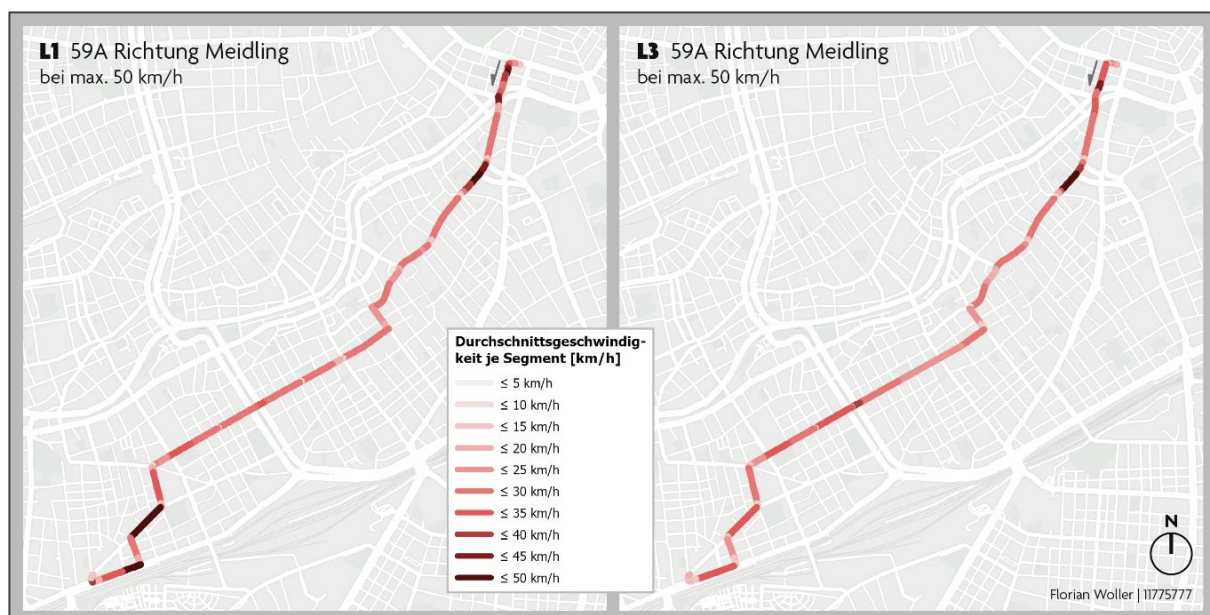 L1 59A Richtung Meidling
bei max. 50 km/h
L3 59A Richtung Meidling
bei max. 50 km/h
Durchschnittsgeschwindig-
keit je Segment [km/h]
≤ 5 km/h
≤ 10 km/h
≤ 15 km/h
≤ 20 km/h
≤ 25 km/h
≤ 30 km/h
≤ 35 km/h
≤ 40 km/h
≤ 45 km/h
≤ 50 km/h
N
Florian Woller | 11775777